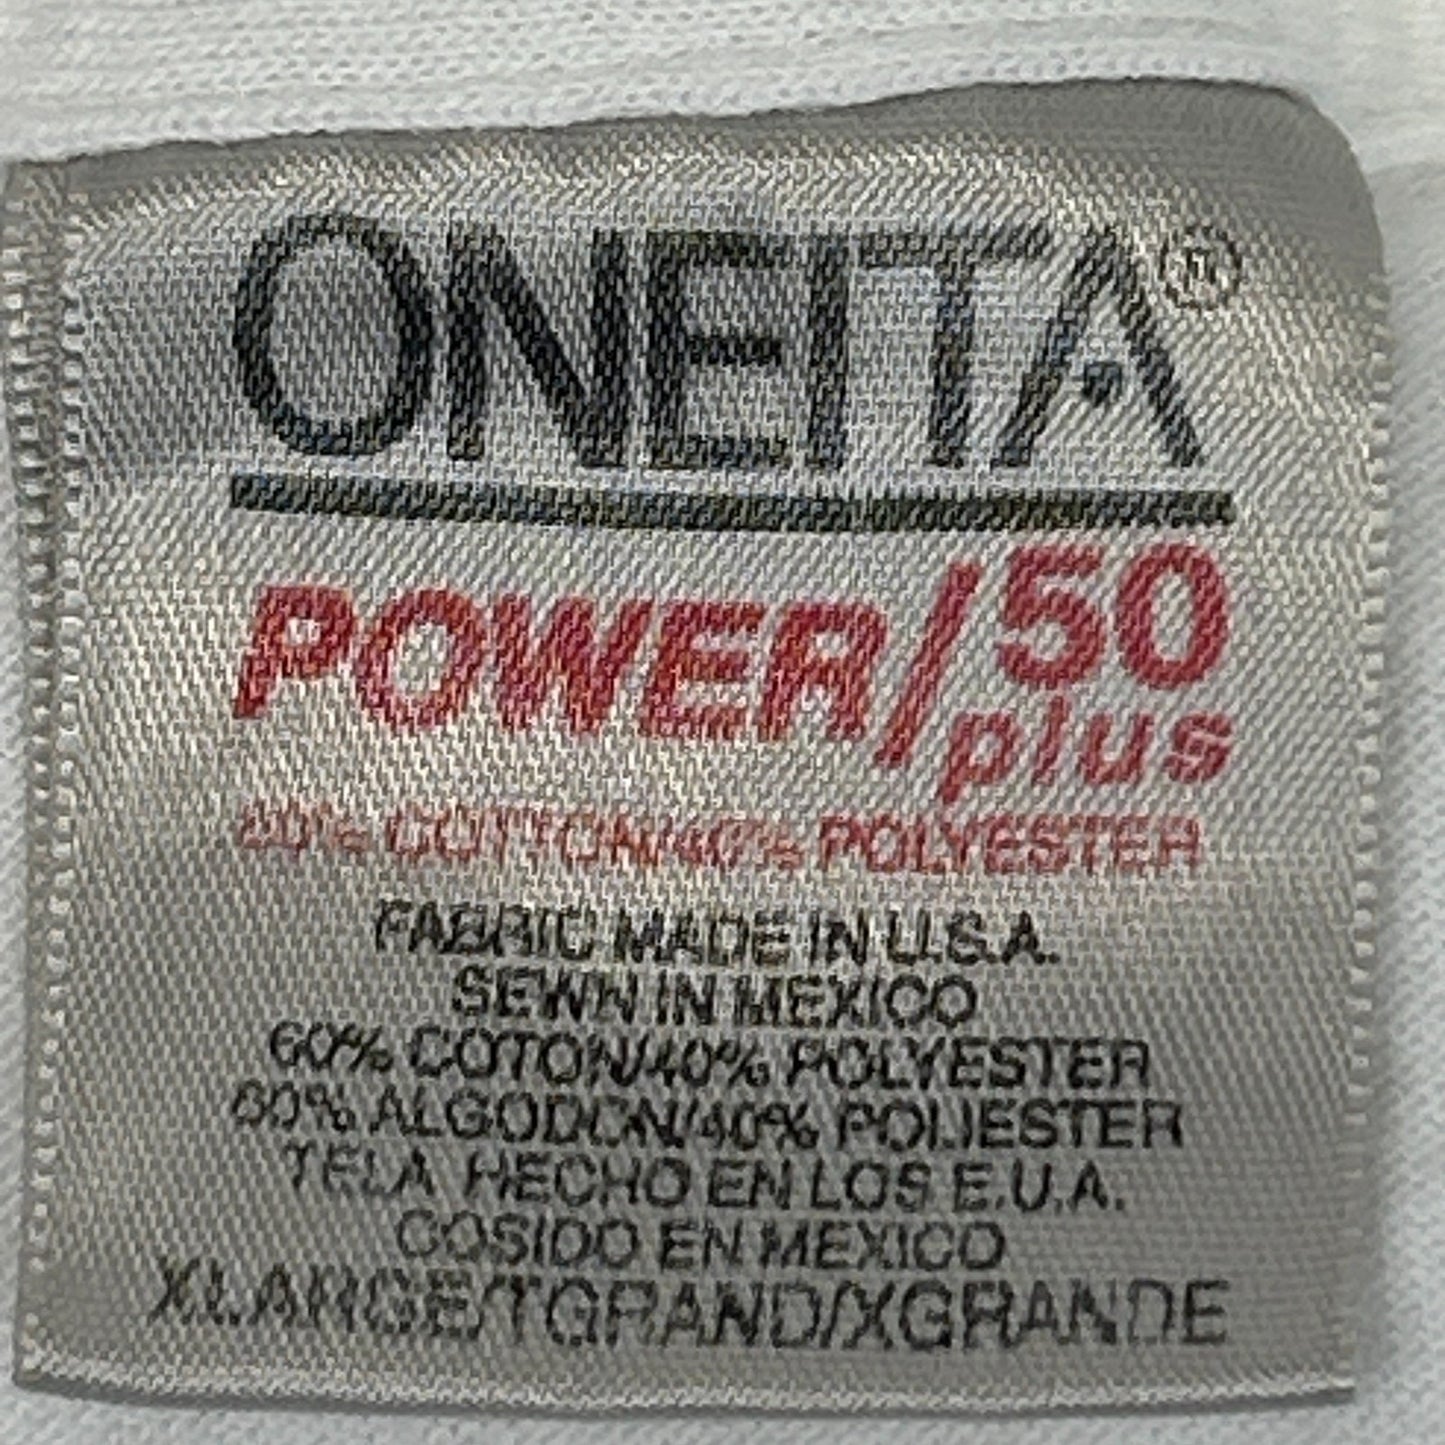 ONEITA®
POWER/50
plus
60% COTTON/40% POLYESTER
FABRIC MADE IN U.S.A.
SEWN IN MEXICO
60% COTON/40% POLYESTER
60% ALGODON/40% POLIESTER
TELA HECHO EN LOS E.U.A.
COSIDO EN MEXICO
XLARGE/TGRAND/XGRANDE